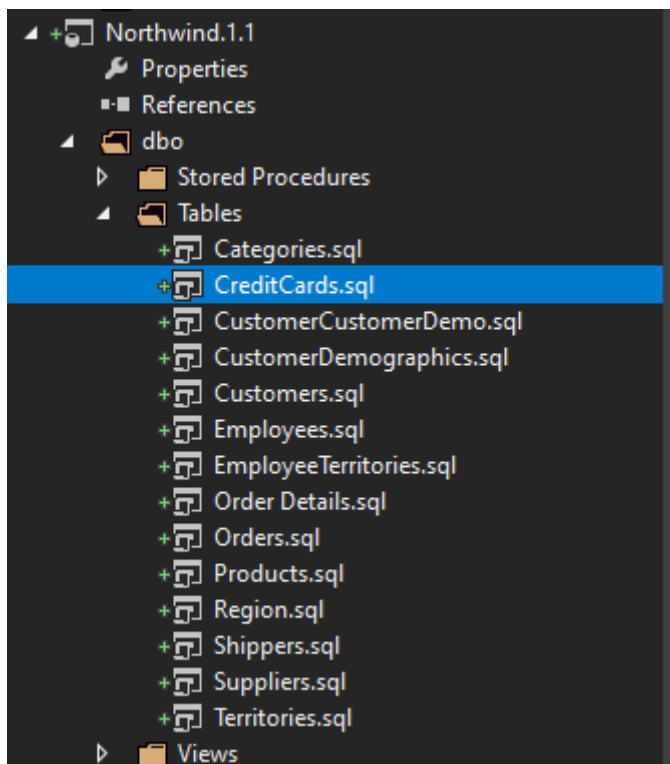 Northwind.1.1
Properties
References
dbo
Stored Procedures
Tables
Categories.sql
CreditCards.sql
CustomerCustomerDemo.sql
CustomerDemographics.sql
Customers.sql
Employees.sql
EmployeeTerritories.sql
Order Details.sql
Orders.sql
Products.sql
Region.sql
Shippers.sql
Suppliers.sql
Territories.sql
Views